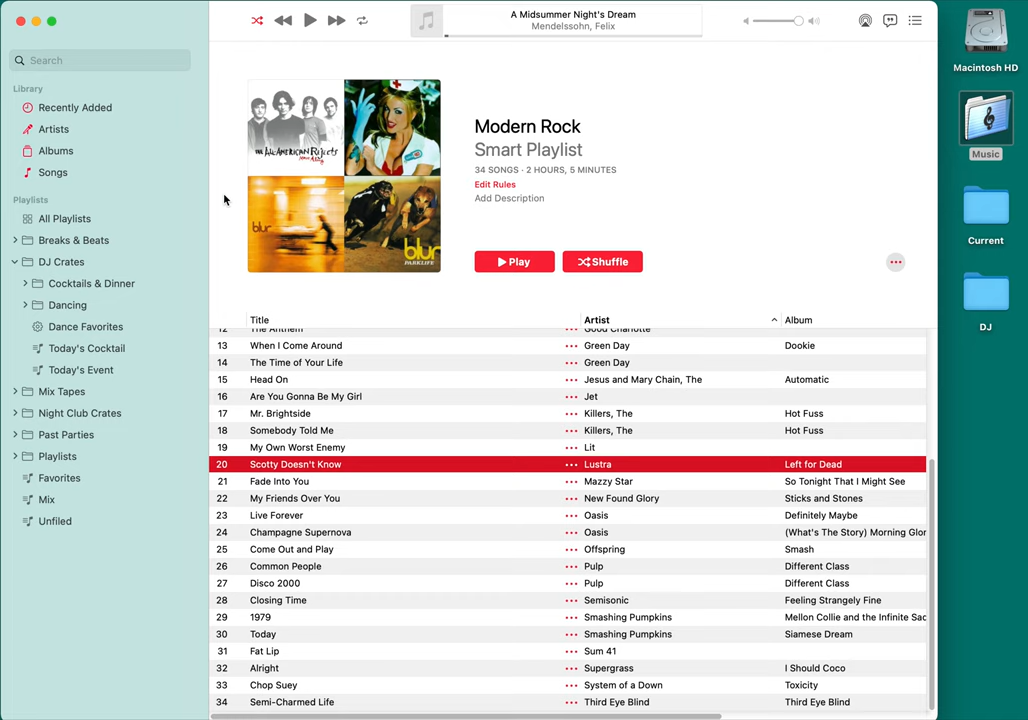 A Midsummer Night's Dream
Mendelssohn, Felix
Search
Library
Recently Added
Artists
Albums
Songs
Playlists
All Playlists
Breaks & Beats
DJ Crates
Cocktails & Dinner
Dancing
Dance Favorites
Today's Cocktail
Today's Event
Mix Tapes
Night Club Crates
Past Parties
Playlists
Favorites
Mix
Unfiled
THE ALL-AMERICAN REJECTS
blur
blur
PARKLIFE
Modern Rock
Smart Playlist
34 SONGS · 2 HOURS, 5 MINUTES
Edit Rules
Add Description
Play
Shuffle
Title Artist Album
12 The Anthem ••• Good Charlotte
13 When I Come Around ••• Green Day Dookie
14 The Time of Your Life ••• Green Day
15 Head On ••• Jesus and Mary Chain, The Automatic
16 Are You Gonna Be My Girl ••• Jet
17 Mr. Brightside ••• Killers, The Hot Fuss
18 Somebody Told Me ••• Killers, The Hot Fuss
19 My Own Worst Enemy ••• Lit
20 Scotty Doesn't Know ••• Lustra Left for Dead
21 Fade Into You ••• Mazzy Star So Tonight That I Might See
22 My Friends Over You ••• New Found Glory Sticks and Stones
23 Live Forever ••• Oasis Definitely Maybe
24 Champagne Supernova ••• Oasis (What's The Story) Morning Glor
25 Come Out and Play ••• Offspring Smash
26 Common People ••• Pulp Different Class
27 Disco 2000 ••• Pulp Different Class
28 Closing Time ••• Semisonic Feeling Strangely Fine
29 1979 ••• Smashing Pumpkins Mellon Collie and the Infinite Sad
30 Today ••• Smashing Pumpkins Siamese Dream
31 Fat Lip ••• Sum 41
32 Alright ••• Supergrass I Should Coco
33 Chop Suey ••• System of a Down Toxicity
34 Semi-Charmed Life ••• Third Eye Blind Third Eye Blind
Macintosh HD
Music
Current
DJ